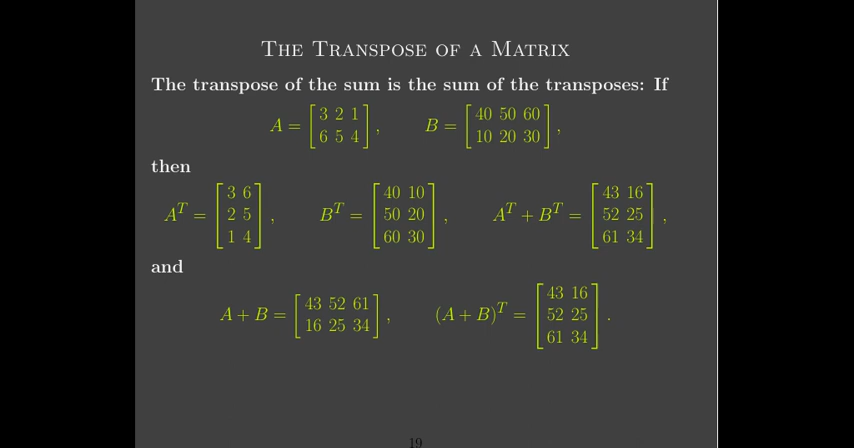 The Transpose of a Matrix
The transpose of the sum is the sum of the transposes: If
A = [ 3 2 1 ; 6 5 4 ] , B = [ 40 50 60 ; 10 20 30 ] ,
then
A^T = [ 3 6 ; 2 5 ; 1 4 ] , B^T = [ 40 10 ; 50 20 ; 60 30 ] , A^T + B^T = [ 43 16 ; 52 25 ; 61 34 ] ,
and
A + B = [ 43 52 61 ; 16 25 34 ] , (A + B)^T = [ 43 16 ; 52 25 ; 61 34 ] .
19